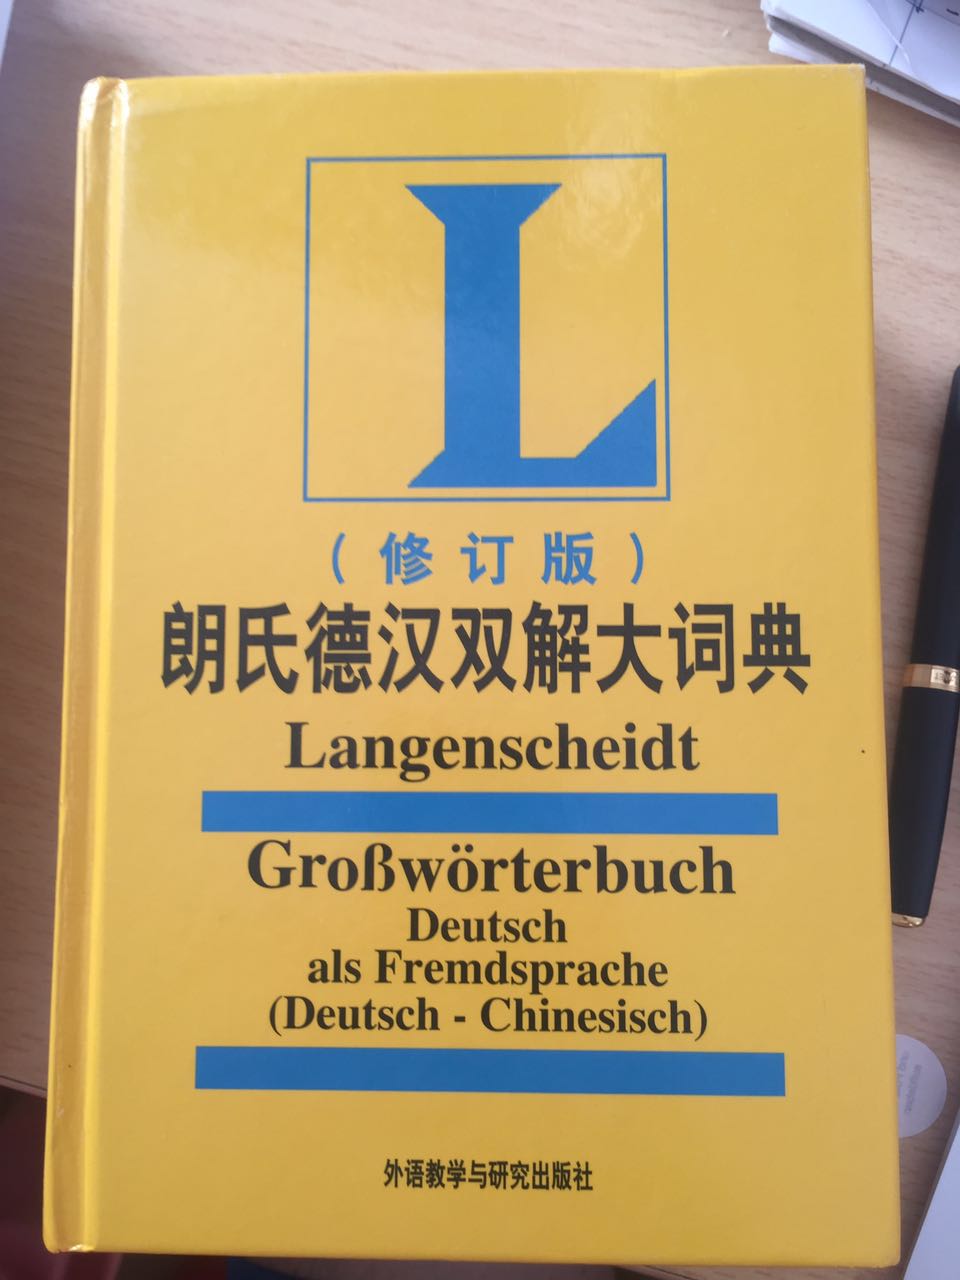 L
（修订版）
朗氏德汉双解大词典
Langenscheidt
Großwörterbuch
Deutsch
als Fremdsprache
(Deutsch - Chinesisch)
外语教学与研究出版社